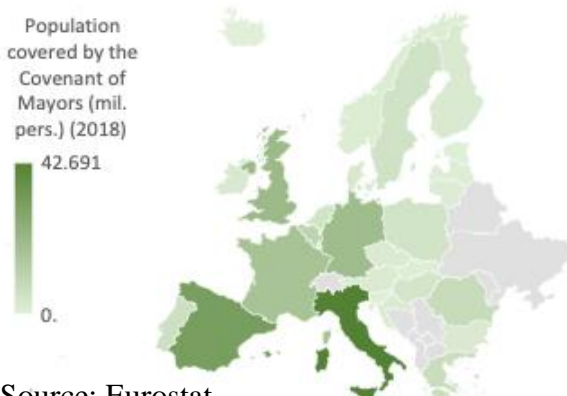 Population
covered by the
Covenant of
Mayors (mil.
pers.) (2018)
42.691
0.
Source: Eurostat